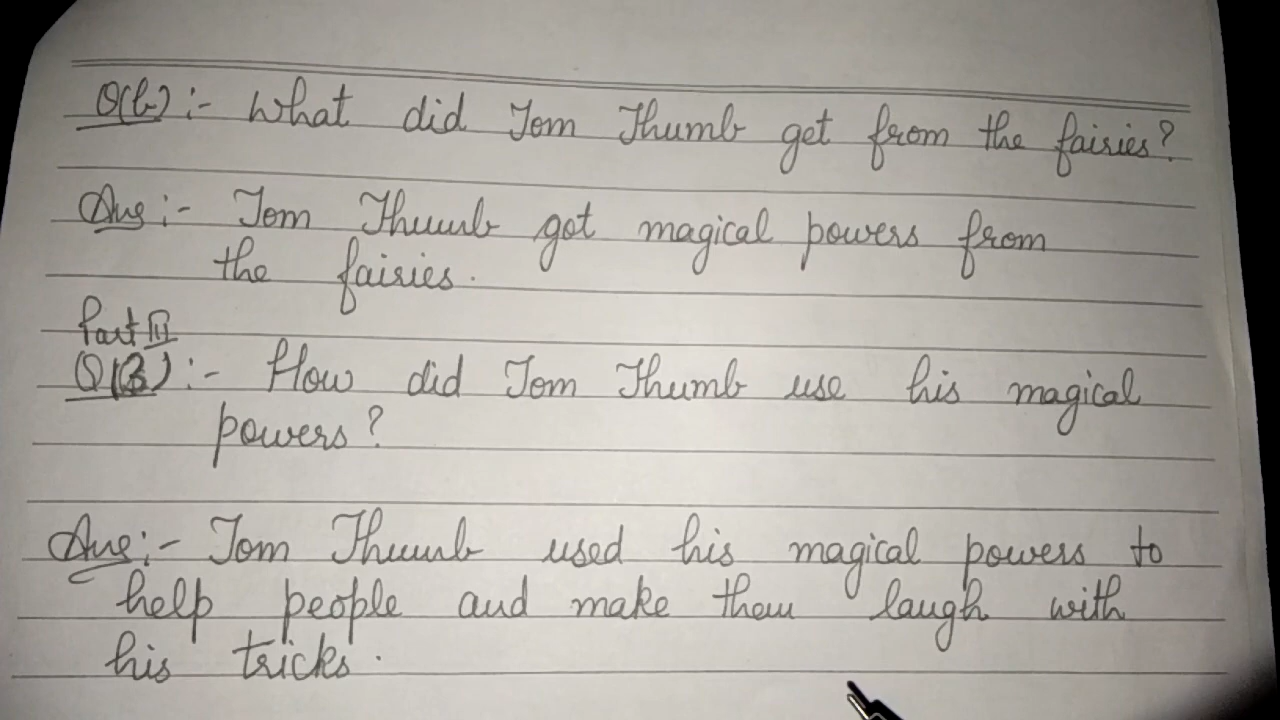 Q(b):- What did Tom Thumb get from the fairies?
Ans:- Tom Thumb got magical powers from
the fairies.
Part III
Q(3):- How did Tom Thumb use his magical
powers?
Ans:- Tom Thumb used his magical powers to
help people and make them laugh with
his tricks.